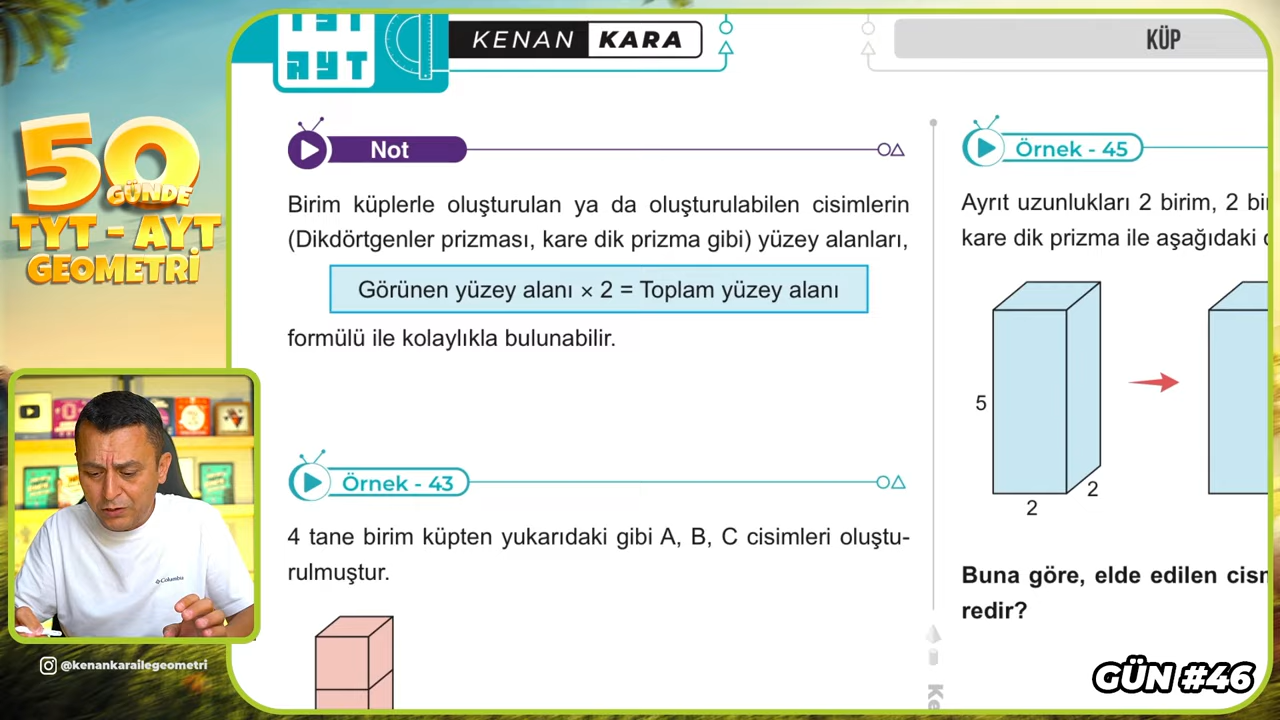 50
GÜNDE
TYT - AYT
GEOMETRİ
TYT
AYT
KENAN KARA
KÜP
Not
Birim küplerle oluşturulan ya da oluşturulabilen cisimlerin
(Dikdörtgenler prizması, kare dik prizma gibi) yüzey alanları,
Görünen yüzey alanı × 2 = Toplam yüzey alanı
formülü ile kolaylıkla bulunabilir.
Örnek - 43
4 tane birim küpten yukarıdaki gibi A, B, C cisimleri oluştu-
rulmuştur.
Örnek - 45
Ayrıt uzunlukları 2 birim, 2 bi
kare dik prizma ile aşağıdaki
5
2
2
Buna göre, elde edilen
redir?
Ke
Columbia
@kenankarailegeometri
GÜN #46